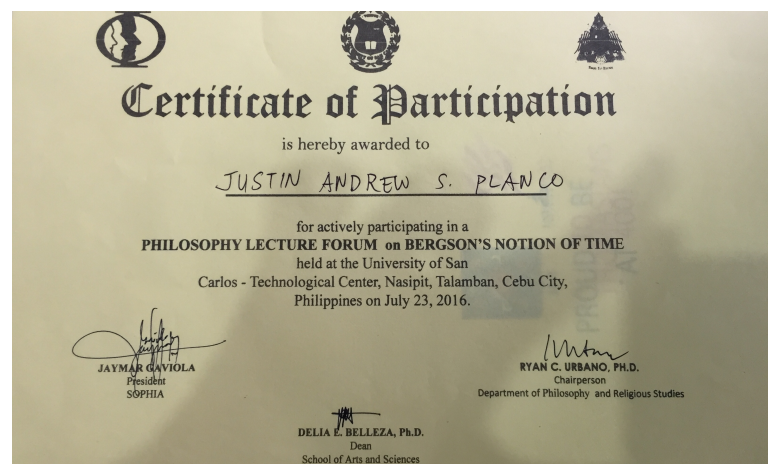 Certificate of Participation
is hereby awarded to
JUSTIN ANDREW S. PLANCO
for actively participating in a
PHILOSOPHY LECTURE FORUM on BERGSON'S NOTION OF TIME
held at the University of San
Carlos - Technological Center, Nasipit, Talamban, Cebu City,
Philippines on July 23, 2016.
JAYMAR GAVIOLA
President
SOPHIA
RYAN C. URBANO, PH.D.
Chairperson
Department of Philosophy and Religious Studies
DELIA E. BELLEZA, Ph.D.
Dean
School of Arts and Sciences